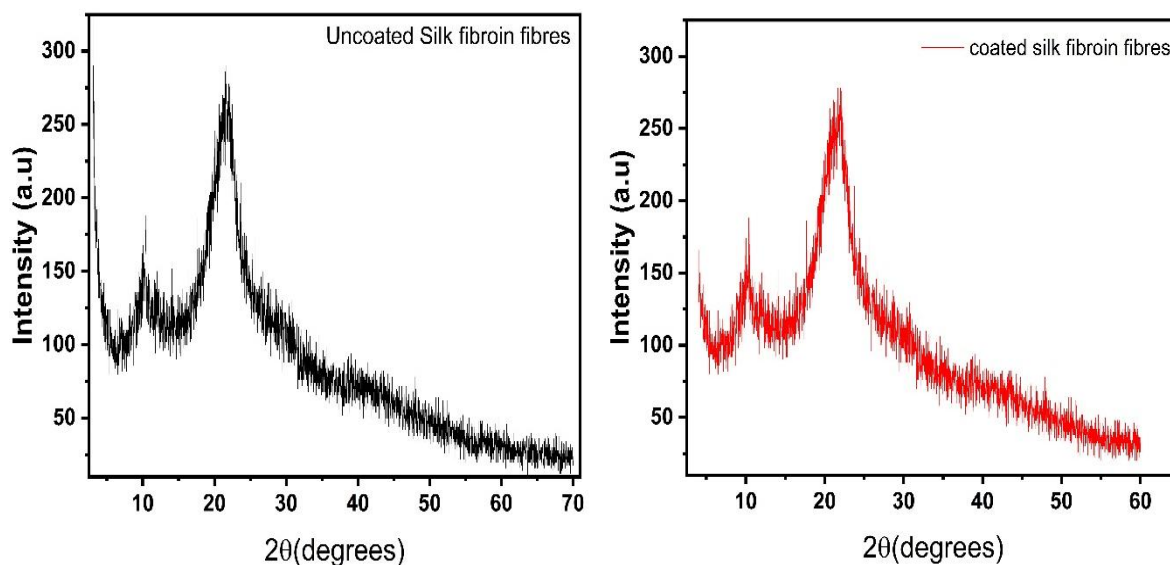 Uncoated Silk fibroin fibres
300
250
200
150
100
50
10 20 30 40 50 60 70
Intensity (a.u)
2θ(degrees)
coated silk fibroin fibres
300
250
200
150
100
50
10 20 30 40 50 60
Intensity (a.u)
2θ(degrees)